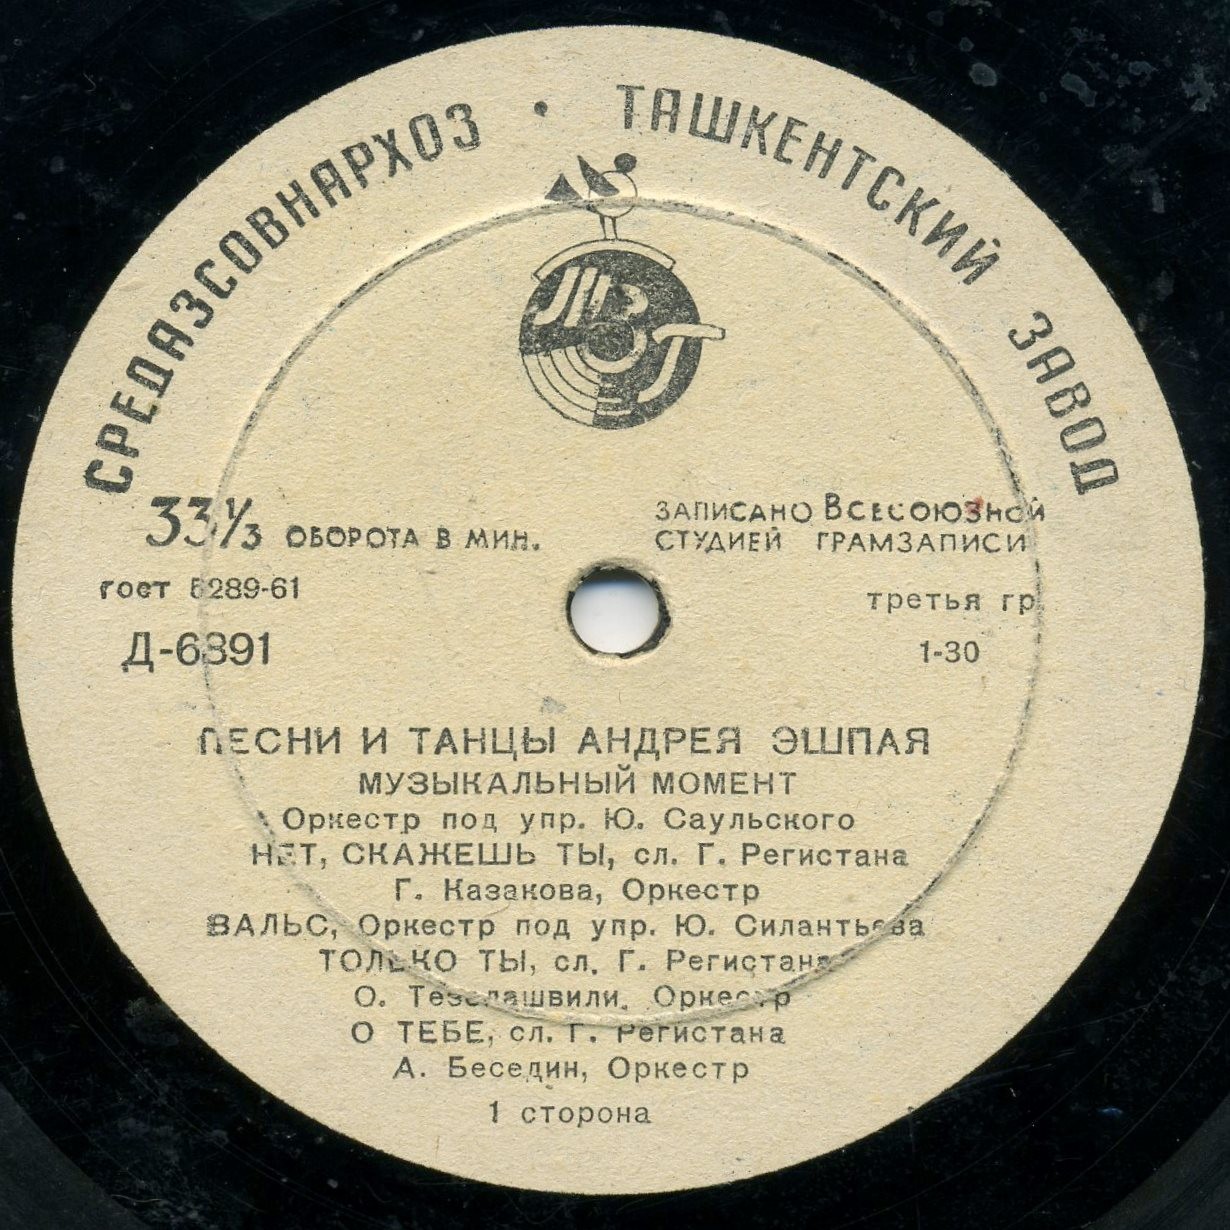 СРЕДАЗСОВНАРХОЗ · ТАШКЕНТСКИЙ ЗАВОД
33⅓ ОБОРОТА В МИН.
ЗАПИСАНО ВСЕСОЮЗНОЙ
СТУДИЕЙ ГРАМЗАПИСИ
гост 5289-61
третья гр.
Д-6391
1-30
ПЕСНИ И ТАНЦЫ АНДРЕЯ ЭШПАЯ
МУЗЫКАЛЬНЫЙ МОМЕНТ
Оркестр под упр. Ю. Саульского
НЕТ, СКАЖЕШЬ ТЫ, сл. Г. Регистана
Г. Казакова, Оркестр
ВАЛЬС, Оркестр под упр. Ю. Силантьева
ТОЛЬКО ТЫ, сл. Г. Регистана
О. Оркестр
О ТЕБЕ, сл. Г. Регистана
А. Беседин, Оркестр
1 сторона